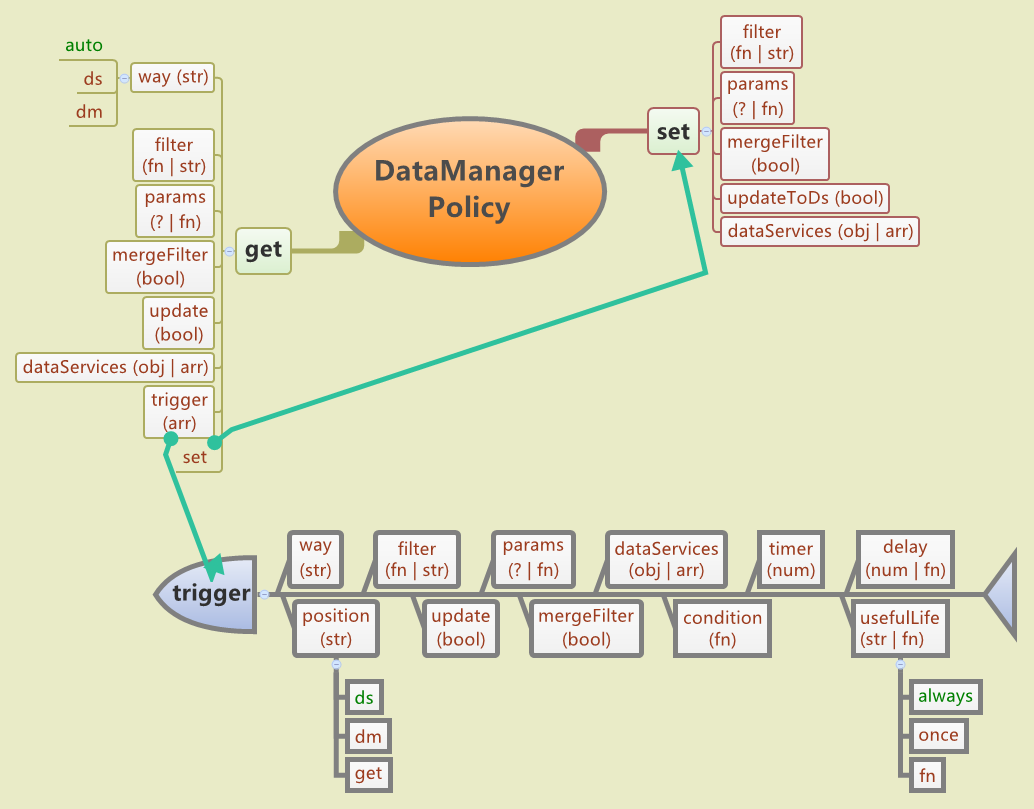 DataManager
Policy
get
way (str)
auto
ds
dm
filter
(fn | str)
params
(? | fn)
mergeFilter
(bool)
update
(bool)
dataServices (obj | arr)
trigger
(arr)
set
set
filter
(fn | str)
params
(? | fn)
mergeFilter
(bool)
updateToDs (bool)
dataServices (obj | arr)
trigger
way
(str)
position
(str)
ds
dm
get
filter
(fn | str)
update
(bool)
params
(? | fn)
mergeFilter
(bool)
dataServices
(obj | arr)
condition
(fn)
timer
(num)
delay
(num | fn)
usefulLife
(str | fn)
always
once
fn